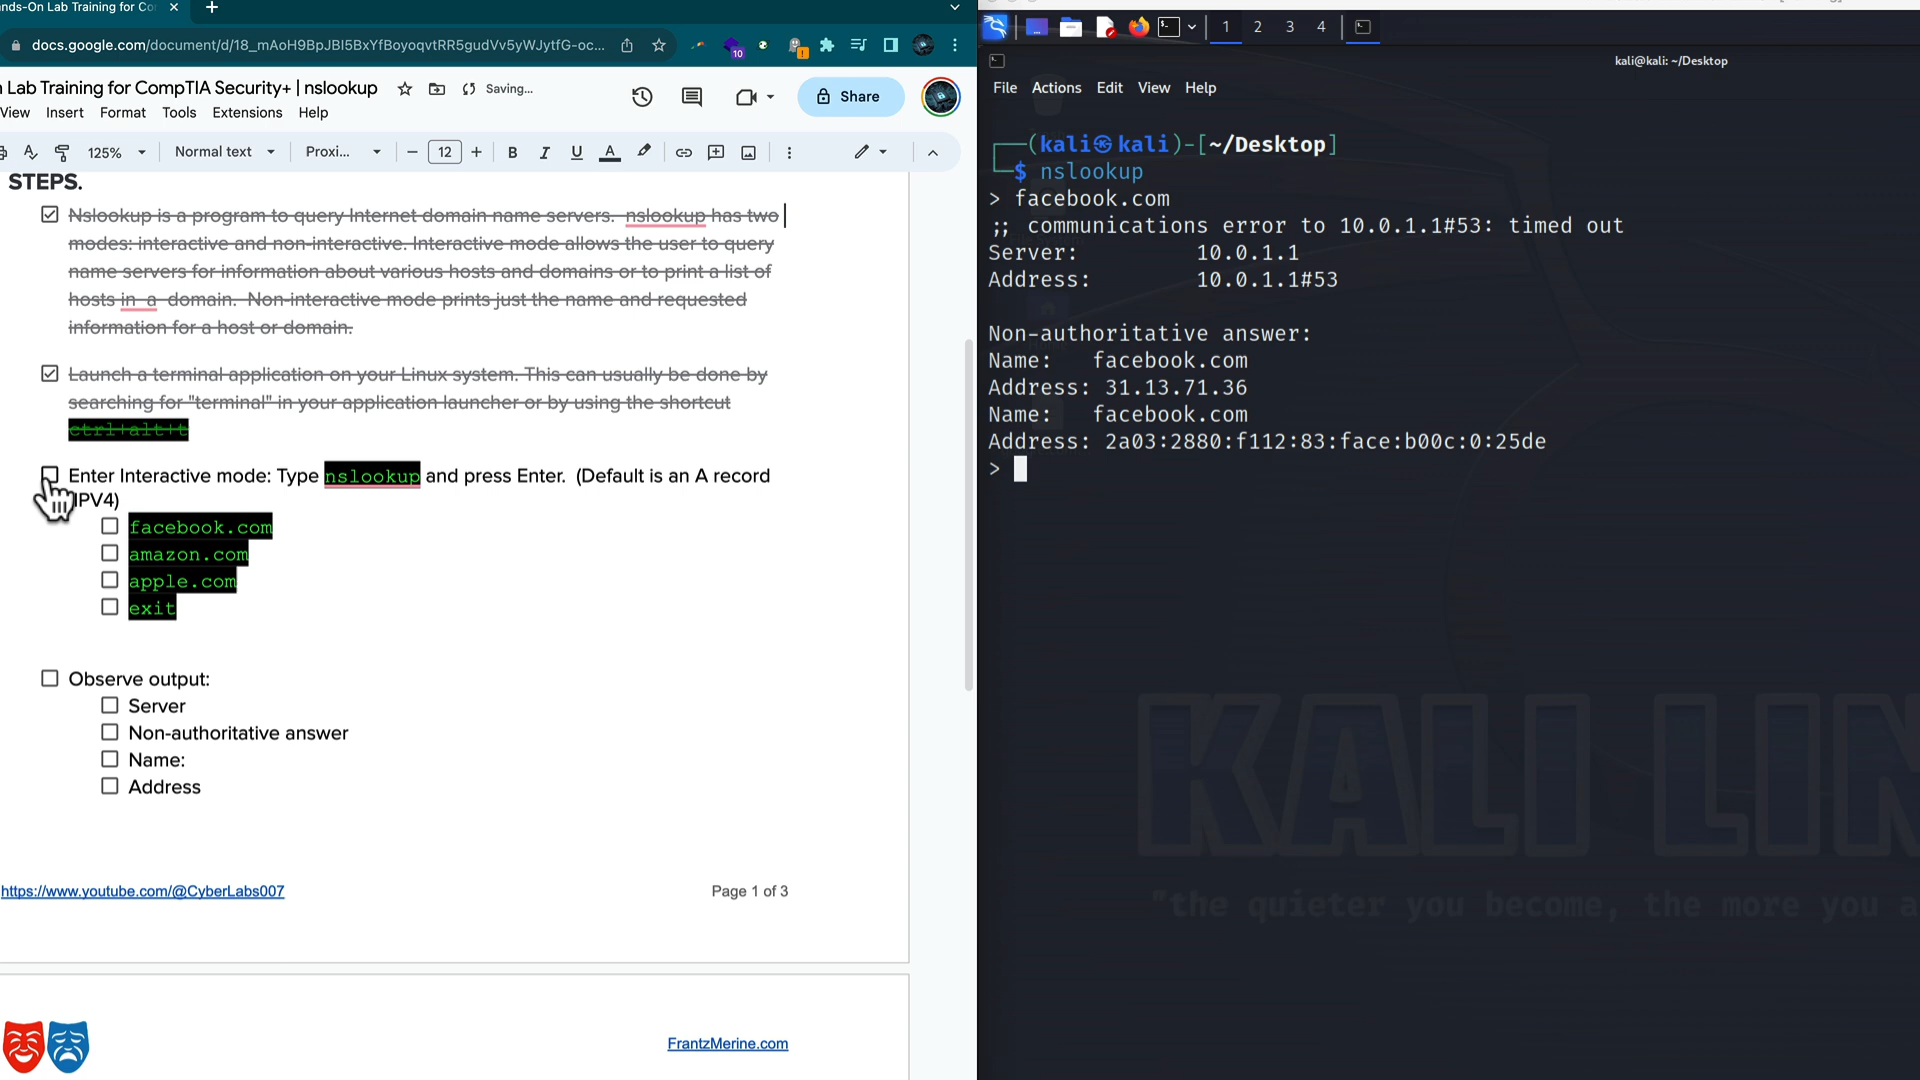 ands-On Lab Training for Co
docs.google.com/document/d/18_mAoH9BpJBI5BxYfBoyoqvtRR5gudVv5yWJytfG-oc...
10
Lab Training for CompTIA Security+ | nslookup
Saving...
Share
View Insert Format Tools Extensions Help
125% Normal text Proxi... 12 B I U A
STEPS.
Nslookup is a program to query Internet domain name servers. nslookup has two
modes: interactive and non-interactive. Interactive mode allows the user to query
name servers for information about various hosts and domains or to print a list of
hosts in a domain. Non-interactive mode prints just the name and requested
information for a host or domain.
Launch a terminal application on your Linux system. This can usually be done by
searching for "terminal" in your application launcher or by using the shortcut
ctrl+alt+t
Enter Interactive mode: Type nslookup and press Enter. (Default is an A record
IPV4)
facebook.com
amazon.com
apple.com
exit
Observe output:
Server
Non-authoritative answer
Name:
Address
https://www.youtube.com/@CyberLabs007
Page 1 of 3
FrantzMerine.com
1 2 3 4
kali@kali: ~/Desktop
File Actions Edit View Help
(kali㉿kali)-[~/Desktop]
$ nslookup
> facebook.com
;; communications error to 10.0.1.1#53: timed out
Server: 10.0.1.1
Address: 10.0.1.1#53
Non-authoritative answer:
Name: facebook.com
Address: 31.13.71.36
Name: facebook.com
Address: 2a03:2880:f112:83:face:b00c:0:25de
>
KALI LIN
"the quieter you become, the more you a